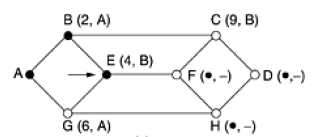 B (2, A)
C (9, B)
E (4, B)
A
F (•, –)
D (•,–)
G (6, A)
H (•, –)